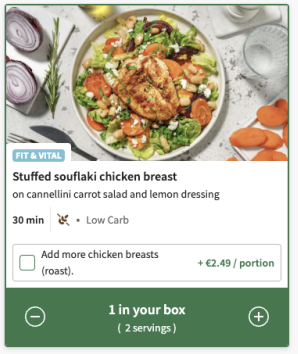 FIT & VITAL
Stuffed souflaki chicken breast
on cannellini carrot salad and lemon dressing
30 min • Low Carb
Add more chicken breasts
(roast).
+ €2.49 / portion
1 in your box
( 2 servings )